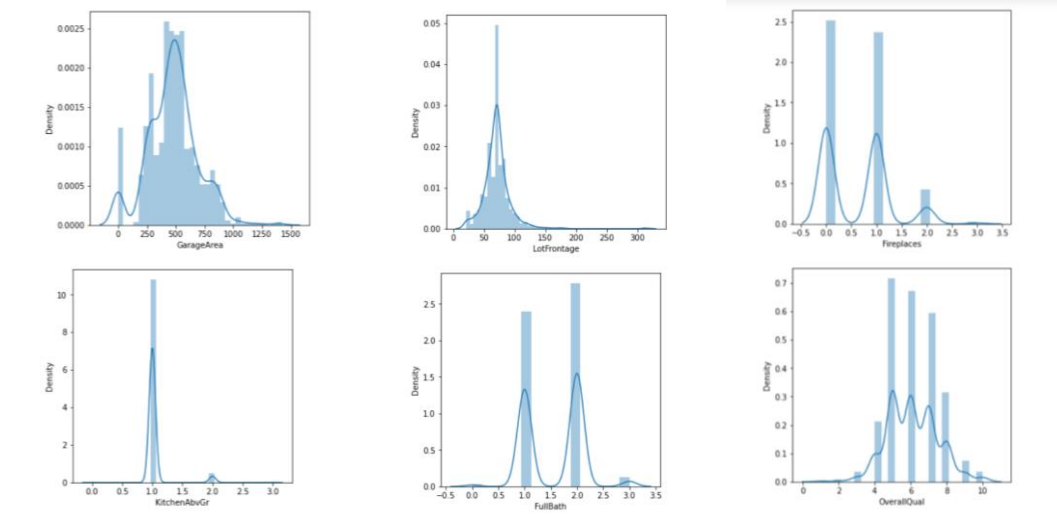 0.0025
0.0020
0.0015
0.0010
0.0005
0.0000
Density
0 250 500 750 1000 1250 1500
GarageArea
0.05
0.04
0.03
0.02
0.01
0.00
Density
0 50 100 150 200 250 300
LotFrontage
2.5
2.0
1.5
1.0
0.5
0.0
Density
−0.5 0.0 0.5 1.0 1.5 2.0 2.5 3.0 3.5
Fireplaces
10
8
6
4
2
0
Density
0.0 0.5 1.0 1.5 2.0 2.5 3.0
KitchenAbvGr
2.5
2.0
1.5
1.0
0.5
0.0
Density
−0.5 0.0 0.5 1.0 1.5 2.0 2.5 3.0 3.5
FullBath
0.7
0.6
0.5
0.4
0.3
0.2
0.1
0.0
Density
0 2 4 6 8 10
OverallQual